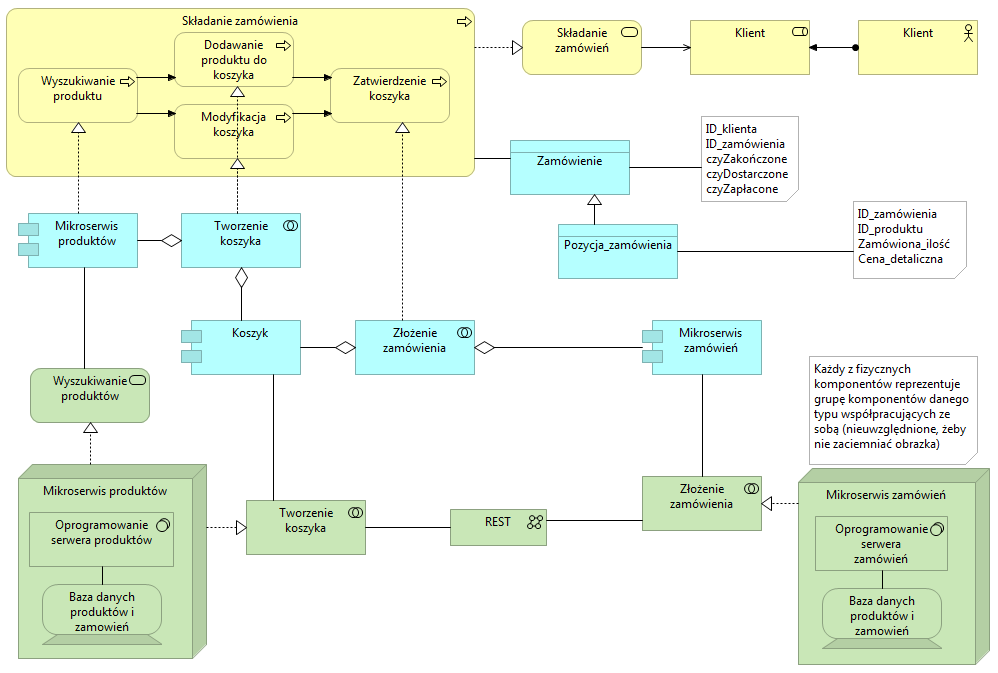 Składanie zamówienia
Wyszukiwanie
produktu
Dodawanie
produktu do
koszyka
Modyfikacja
koszyka
Zatwierdzenie
koszyka
Składanie
zamówień
Klient
Klient
Zamówienie
ID_klienta
ID_zamówienia
czyZakończone
czyDostarczone
czyZapłacone
Pozycja_zamówienia
ID_zamówienia
ID_produktu
Zamówiona_ilość
Cena_detaliczna
Mikroserwis
produktów
Tworzenie
koszyka
Koszyk
Złożenie
zamówienia
Mikroserwis
zamówień
Wyszukiwanie
produktów
Każdy z fizycznych
komponentów reprezentuje
grupę komponentów danego
typu współpracujących ze
sobą (nieuwzględnione, żeby
nie zaciemniać obrazka)
Mikroserwis produktów
Oprogramowanie
serwera produktów
Baza danych
produktów i
zamowień
Tworzenie
koszyka
REST
Złożenie
zamówienia
Mikroserwis zamówień
Oprogramowanie
serwera
zamówień
Baza danych
produktów i
zamowień